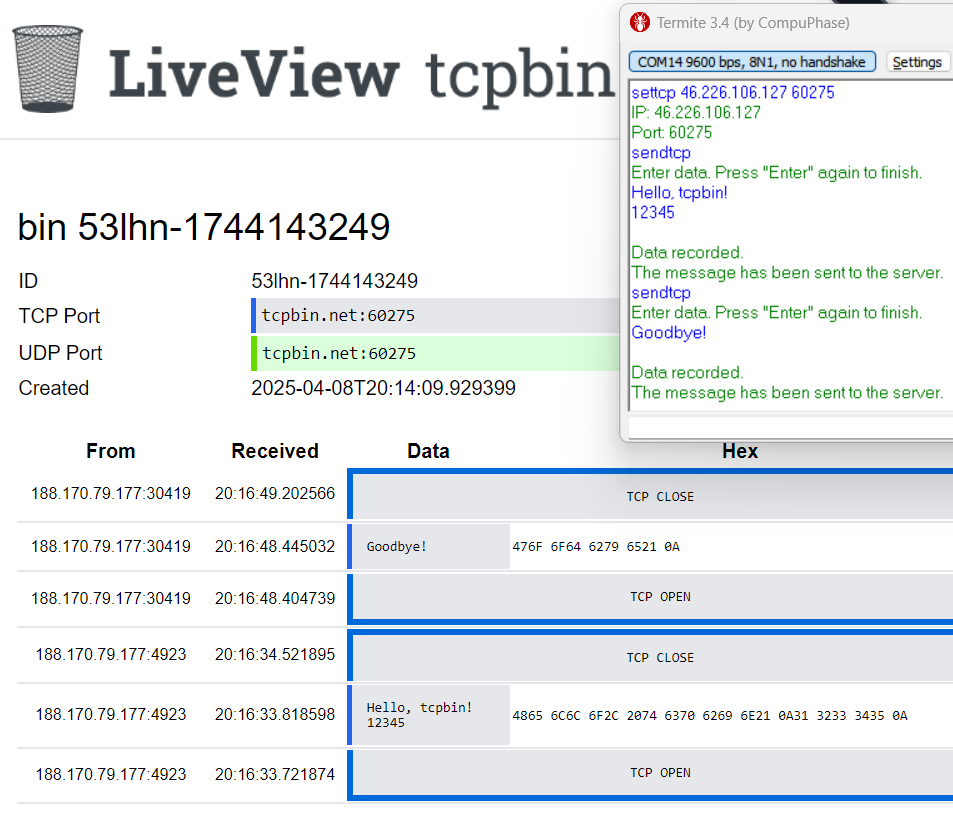 LiveView tcpbin
bin 53lhn-1744143249
ID 53lhn-1744143249
TCP Port tcpbin.net:60275
UDP Port tcpbin.net:60275
Created 2025-04-08T20:14:09.929399
Termite 3.4 (by CompuPhase)
COM14 9600 bps, 8N1, no handshake Settings
settcp 46.226.106.127 60275
IP: 46.226.106.127
Port: 60275
sendtcp
Enter data. Press "Enter" again to finish.
Hello, tcpbin!
12345
Data recorded.
The message has been sent to the server.
sendtcp
Enter data. Press "Enter" again to finish.
Goodbye!
Data recorded.
The message has been sent to the server.
From Received Data Hex
188.170.79.177:30419 20:16:49.202566 TCP CLOSE
188.170.79.177:30419 20:16:48.445032 Goodbye! 476F 6F64 6279 6521 0A
188.170.79.177:30419 20:16:48.404739 TCP OPEN
188.170.79.177:4923 20:16:34.521895 TCP CLOSE
188.170.79.177:4923 20:16:33.818598 Hello, tcpbin!
12345 4865 6C6C 6F2C 2074 6370 6269 6E21 0A31 3233 3435 0A
188.170.79.177:4923 20:16:33.721874 TCP OPEN